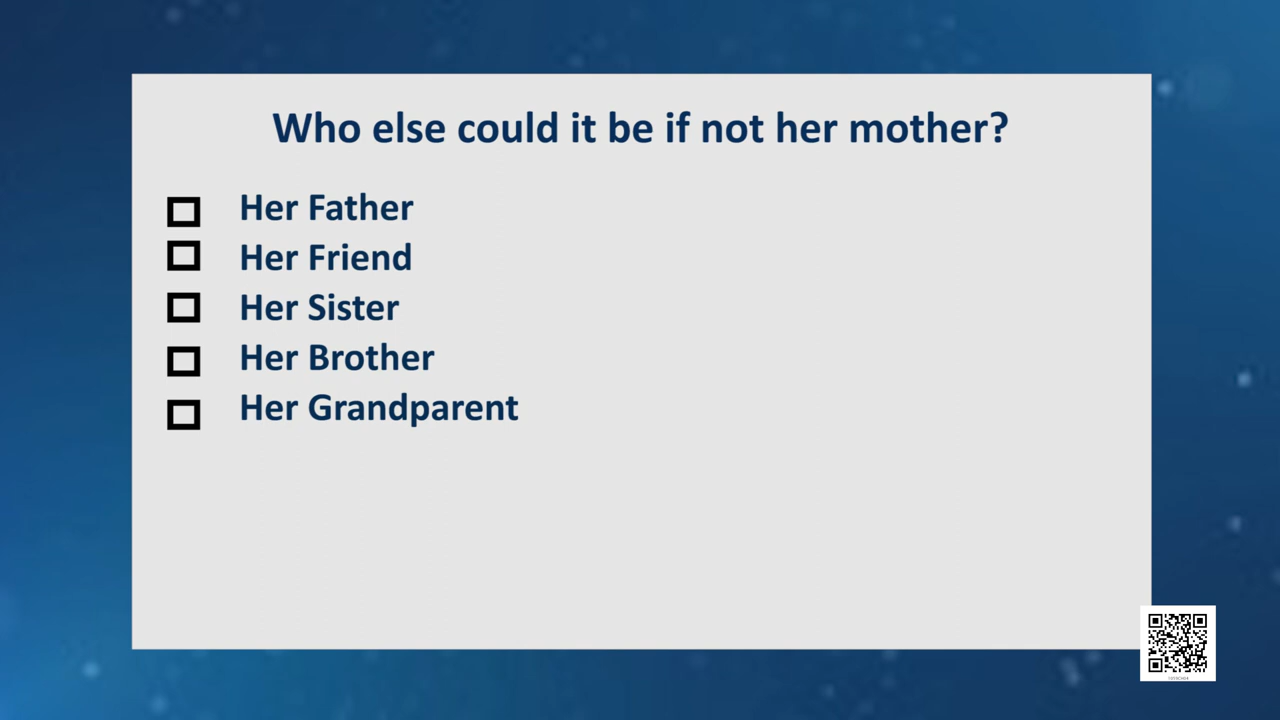 Who else could it be if not her mother?
Her Father
Her Friend
Her Sister
Her Brother
Her Grandparent